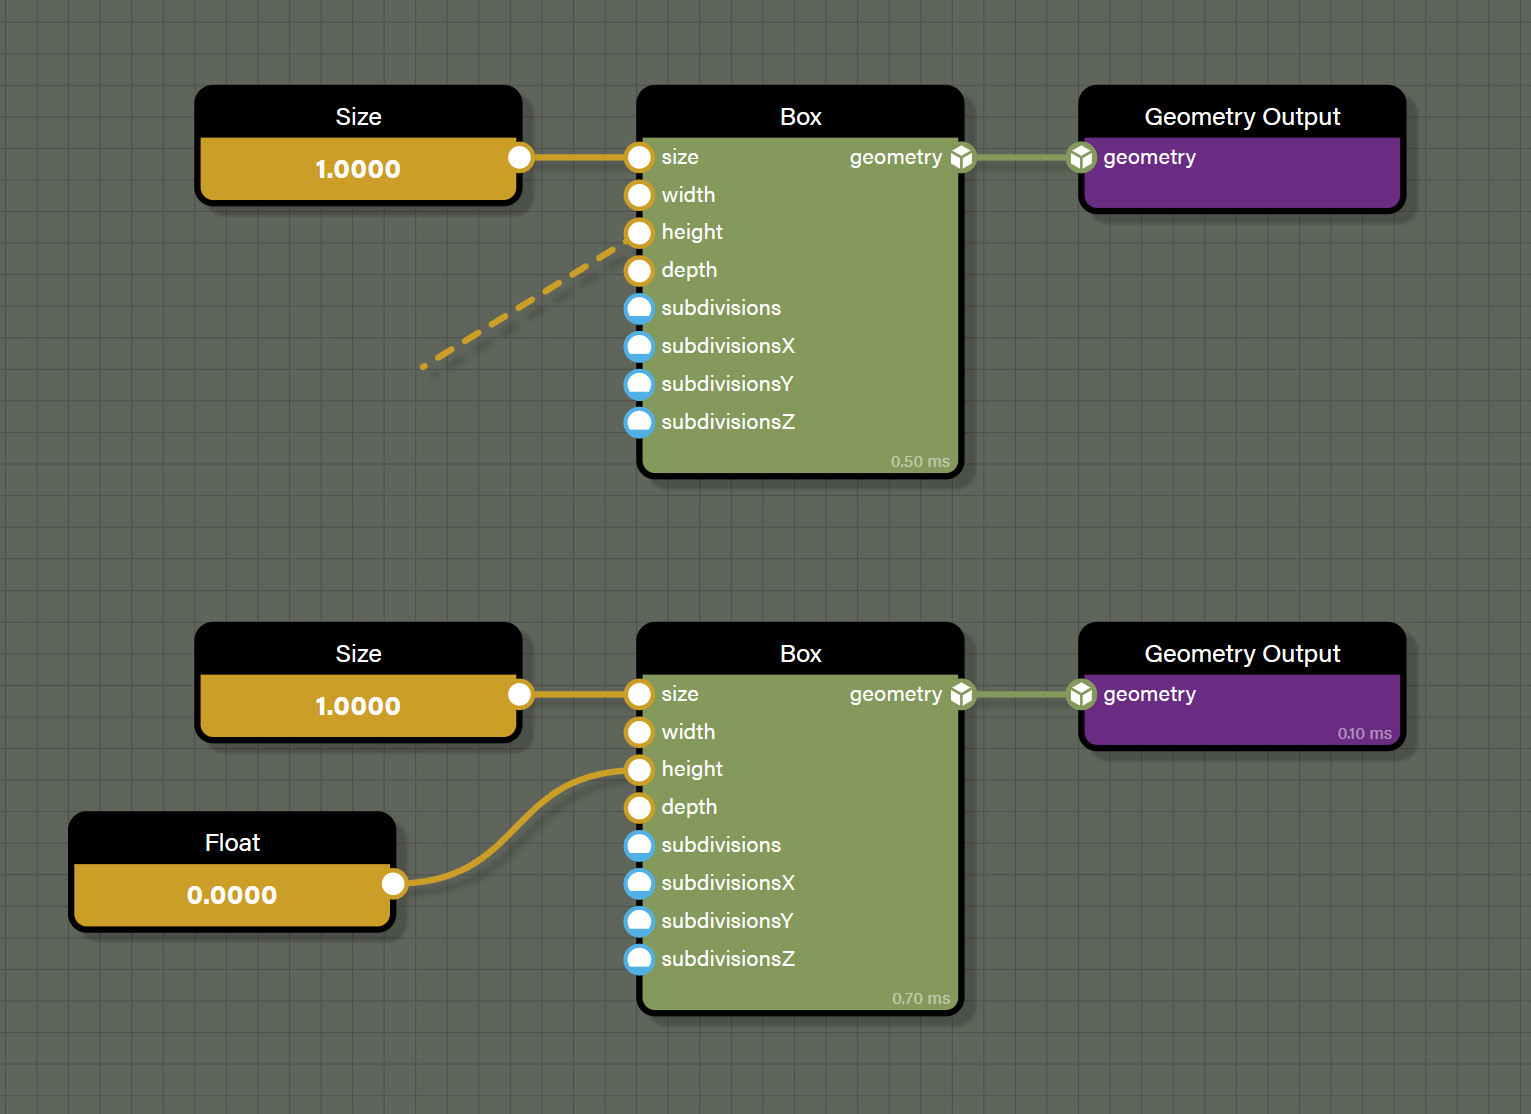 Size
1.0000
Box
size
geometry
width
height
depth
subdivisions
subdivisionsX
subdivisionsY
subdivisionsZ
0.50 ms
Geometry Output
geometry
Size
1.0000
Float
0.0000
Box
size
geometry
width
height
depth
subdivisions
subdivisionsX
subdivisionsY
subdivisionsZ
0.70 ms
Geometry Output
geometry
0.10 ms